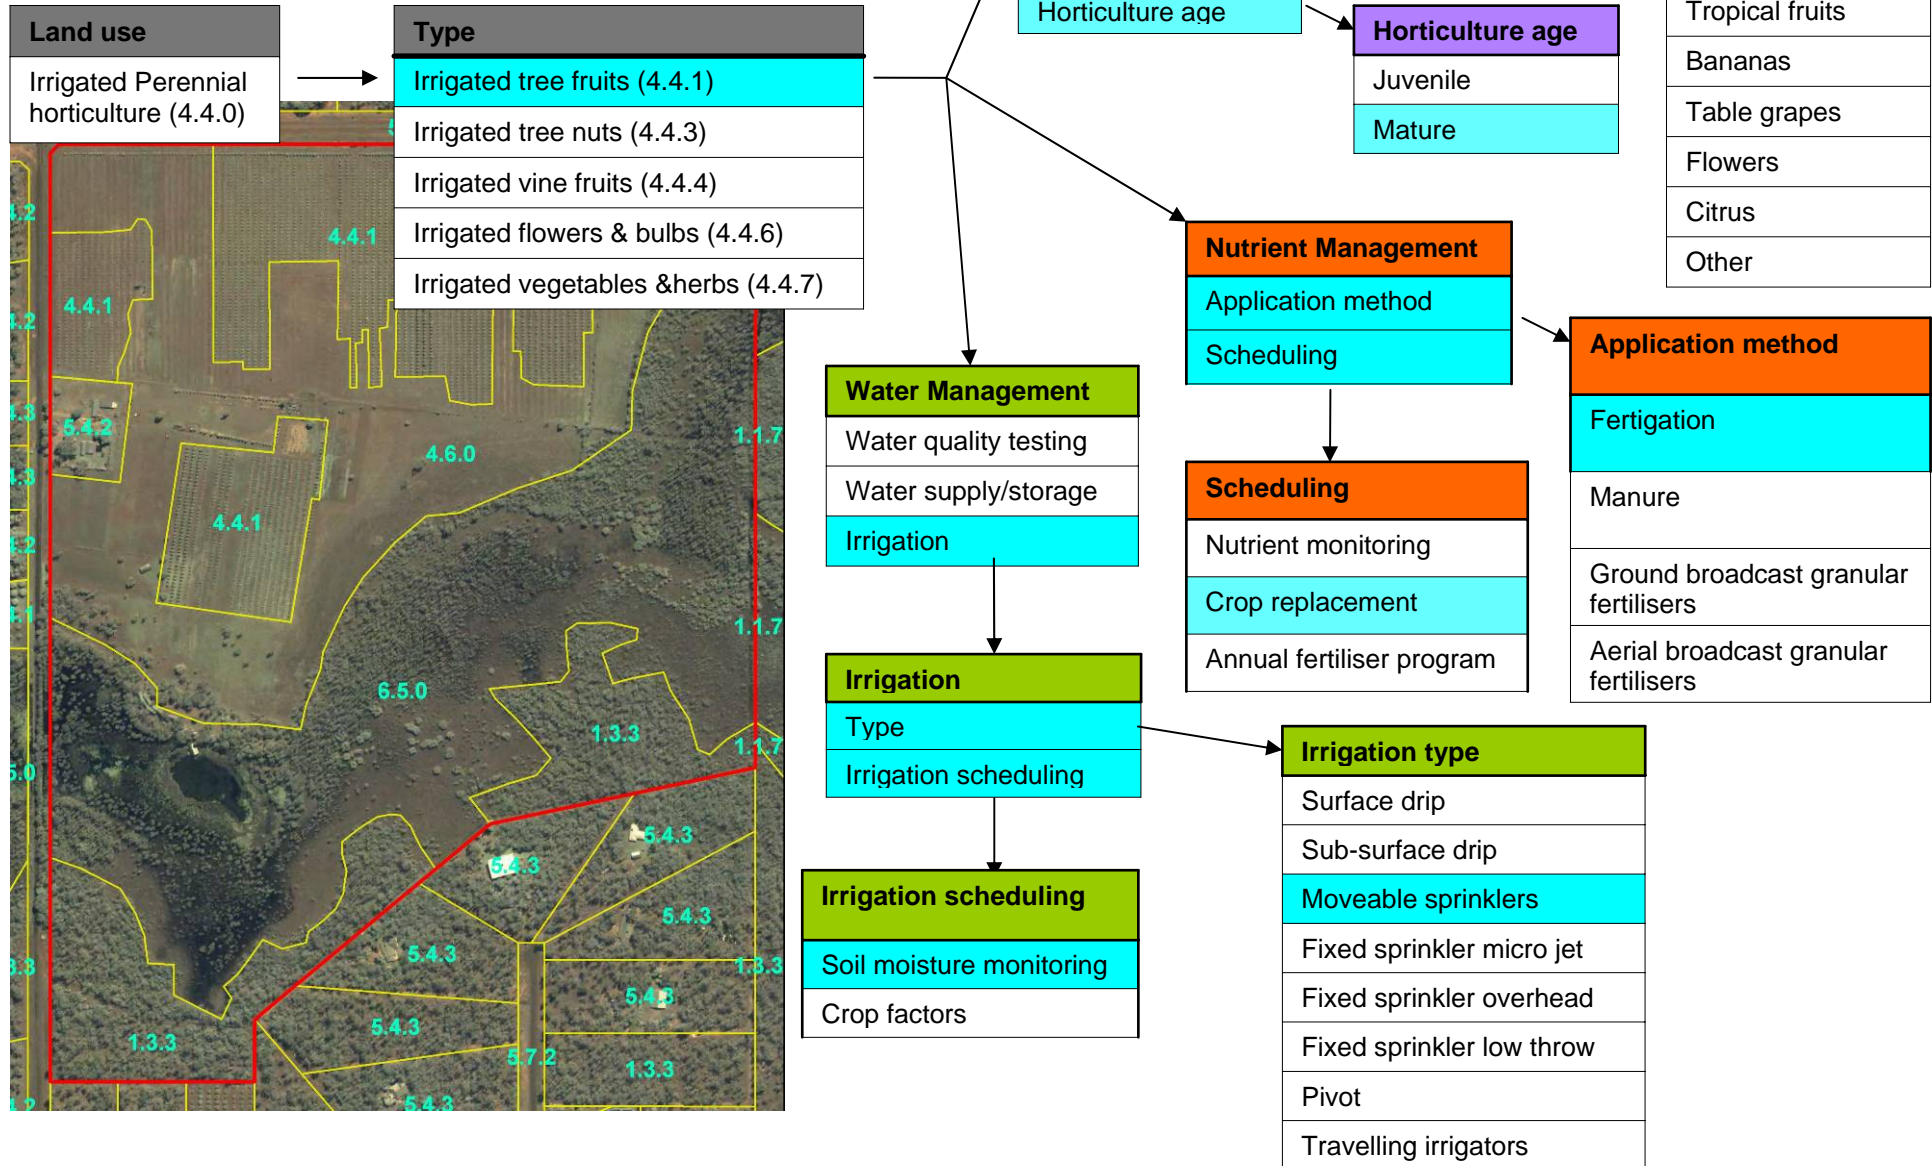 Land use
Irrigated Perennial
horticulture (4.4.0)
Type
Irrigated tree fruits (4.4.1)
Irrigated tree nuts (4.4.3)
Irrigated vine fruits (4.4.4)
Irrigated flowers & bulbs (4.4.6)
Irrigated vegetables &herbs (4.4.7)
Horticulture age
Horticulture age
Juvenile
Mature
Tropical fruits
Bananas
Table grapes
Flowers
Citrus
Other
Nutrient Management
Application method
Scheduling
Application method
Fertigation
Manure
Ground broadcast granular
fertilisers
Aerial broadcast granular
fertilisers
Scheduling
Nutrient monitoring
Crop replacement
Annual fertiliser program
Water Management
Water quality testing
Water supply/storage
Irrigation
Irrigation
Type
Irrigation scheduling
Irrigation scheduling
Soil moisture monitoring
Crop factors
Irrigation type
Surface drip
Sub-surface drip
Moveable sprinklers
Fixed sprinkler micro jet
Fixed sprinkler overhead
Fixed sprinkler low throw
Pivot
Travelling irrigators
4.4.1
4.4.1
5.4.2
4.6.0
1.1.7
4.4.1
1.1.7
6.5.0
1.3.3
1.1.7
5.4.3
5.4.3
5.4.3
5.4.3
1.3.3
5.4.3
5.4.3
1.3.3
5.7.2
1.3.3
5.4.3